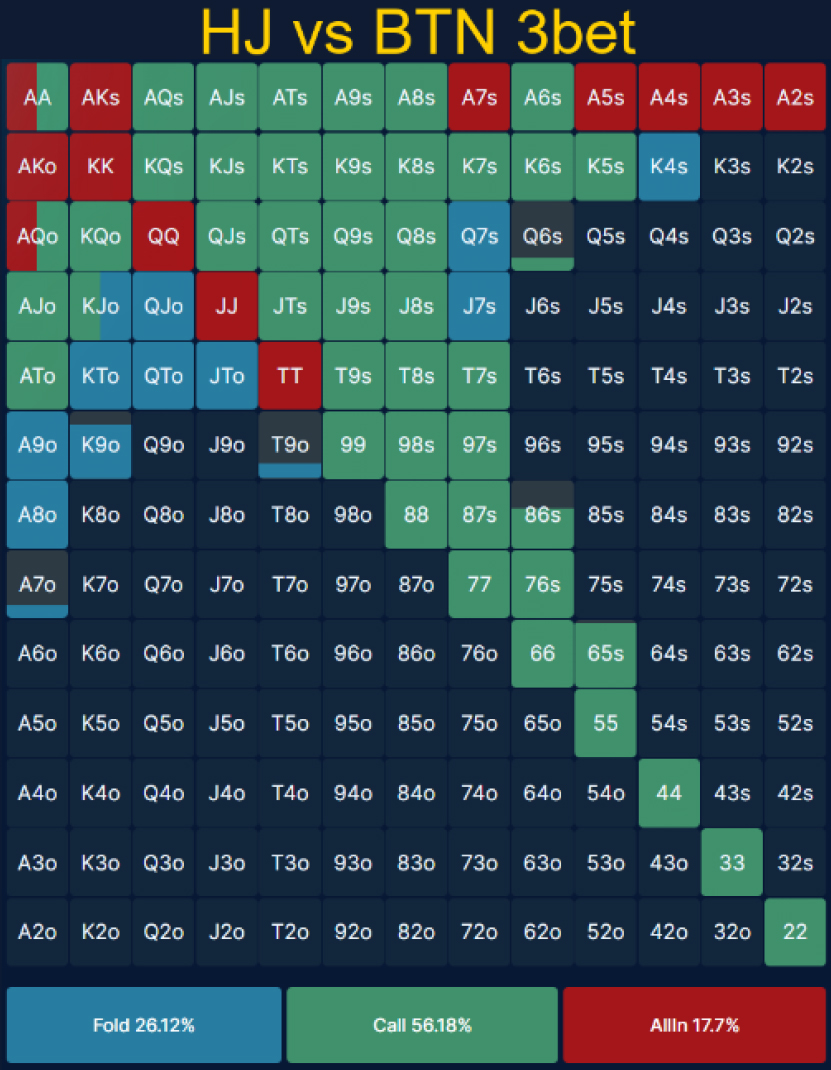 HJ vs BTN 3bet
AA AKs AQs AJs ATs A9s A8s A7s A6s A5s A4s A3s A2s
AKo KK KQs KJs KTs K9s K8s K7s K6s K5s K4s K3s K2s
AQo KQo QQ QJs QTs Q9s Q8s Q7s Q6s Q5s Q4s Q3s Q2s
AJo KJo QJo JJ JTs J9s J8s J7s J6s J5s J4s J3s J2s
ATo KTo QTo JTo TT T9s T8s T7s T6s T5s T4s T3s T2s
A9o K9o Q9o J9o T9o 99 98s 97s 96s 95s 94s 93s 92s
A8o K8o Q8o J8o T8o 98o 88 87s 86s 85s 84s 83s 82s
A7o K7o Q7o J7o T7o 97o 87o 77 76s 75s 74s 73s 72s
A6o K6o Q6o J6o T6o 96o 86o 76o 66 65s 64s 63s 62s
A5o K5o Q5o J5o T5o 95o 85o 75o 65o 55 54s 53s 52s
A4o K4o Q4o J4o T4o 94o 84o 74o 64o 54o 44 43s 42s
A3o K3o Q3o J3o T3o 93o 83o 73o 63o 53o 43o 33 32s
A2o K2o Q2o J2o T2o 92o 82o 72o 62o 52o 42o 32o 22
Fold 26.12% Call 56.18% AllIn 17.7%